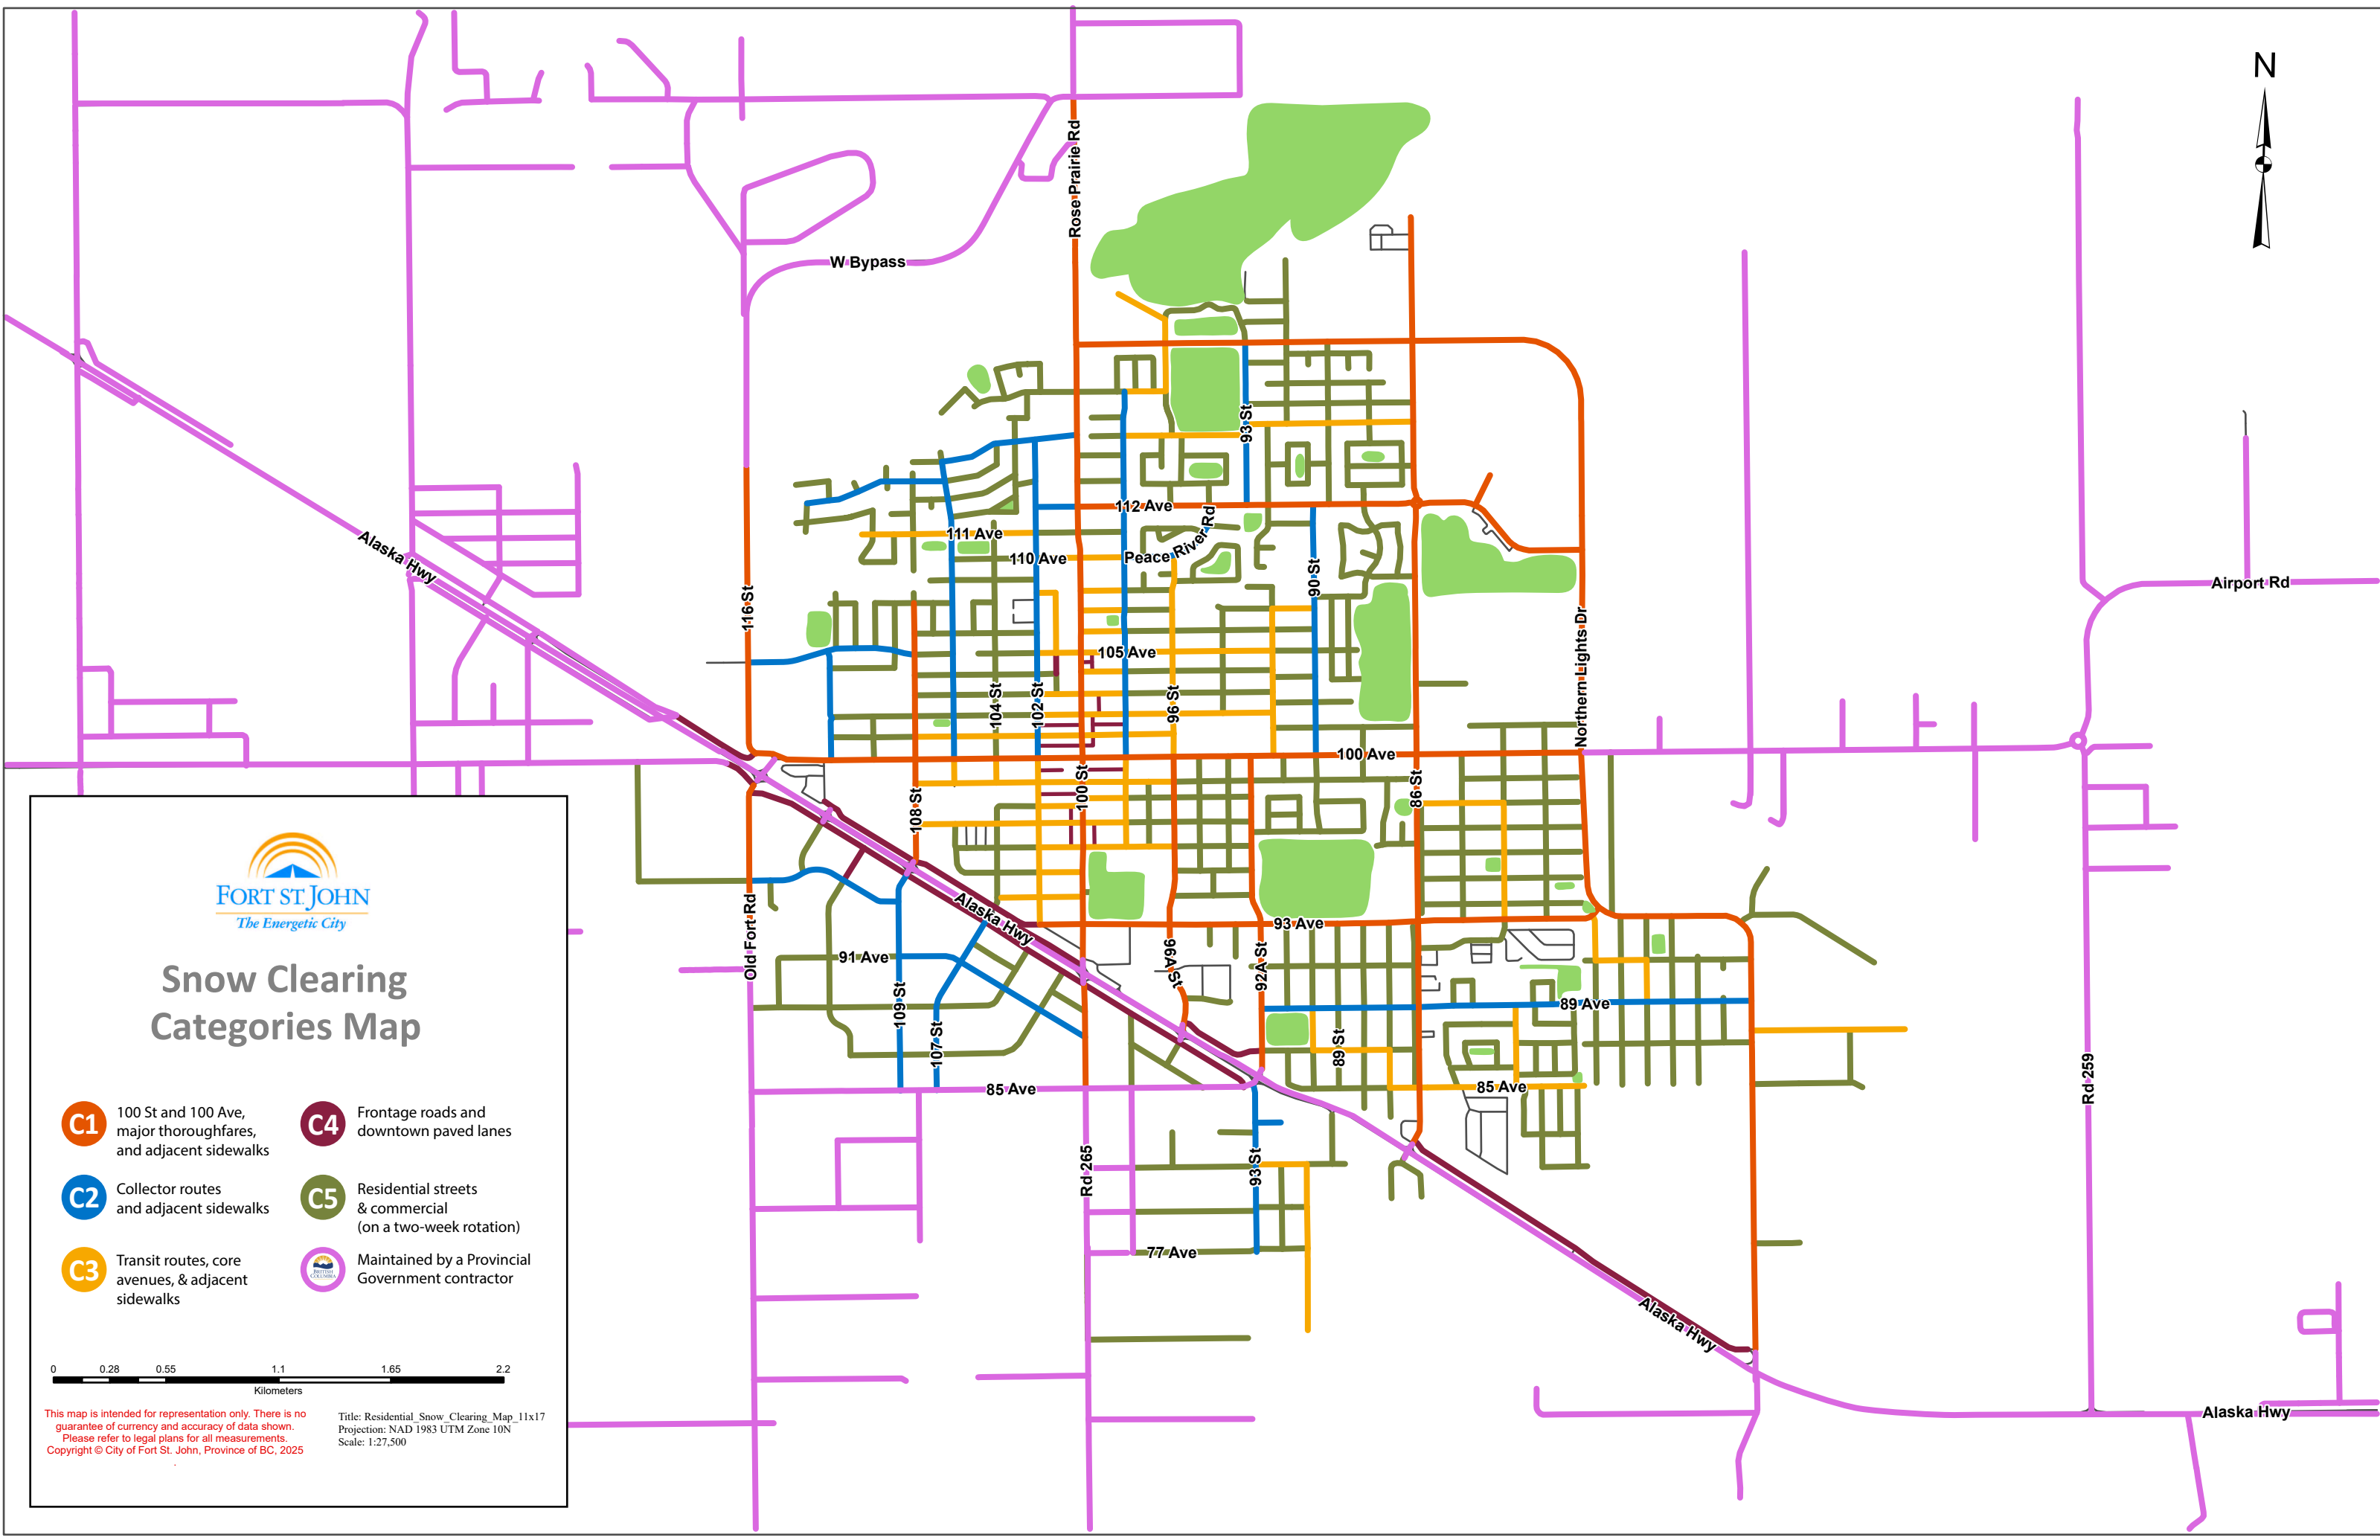 N
Rose Prairie Rd
W Bypass
93 St
112 Ave
111 Ave
110 Ave
Peace River Rd
Alaska Hwy
90 St
Airport Rd
116 St
105 Ave
Northern Lights Dr
104 St
102 St
96 St
100 Ave
100 St
86 St
108 St
Alaska Hwy
93 Ave
Old Fort Rd
91 Ave
96A St
92A St
109 St
89 Ave
107 St
89 St
85 Ave
85 Ave
Rd 259
Rd 265
93 St
77 Ave
Alaska Hwy
Alaska Hwy
FORT ST. JOHN
The Energetic City
Snow Clearing
Categories Map
C1
100 St and 100 Ave,
major thoroughfares,
and adjacent sidewalks
C2
Collector routes
and adjacent sidewalks
C3
Transit routes, core
avenues, & adjacent
sidewalks
C4
Frontage roads and
downtown paved lanes
C5
Residential streets
& commercial
(on a two-week rotation)
BRITISH
COLUMBIA
Maintained by a Provincial
Government contractor
0 0.28 0.55 1.1 1.65 2.2
Kilometers
This map is intended for representation only. There is no
guarantee of currency and accuracy of data shown.
Please refer to legal plans for all measurements.
Copyright © City of Fort St. John, Province of BC, 2025
.
Title: Residential_Snow_Clearing_Map_11x17
Projection: NAD 1983 UTM Zone 10N
Scale: 1:27,500